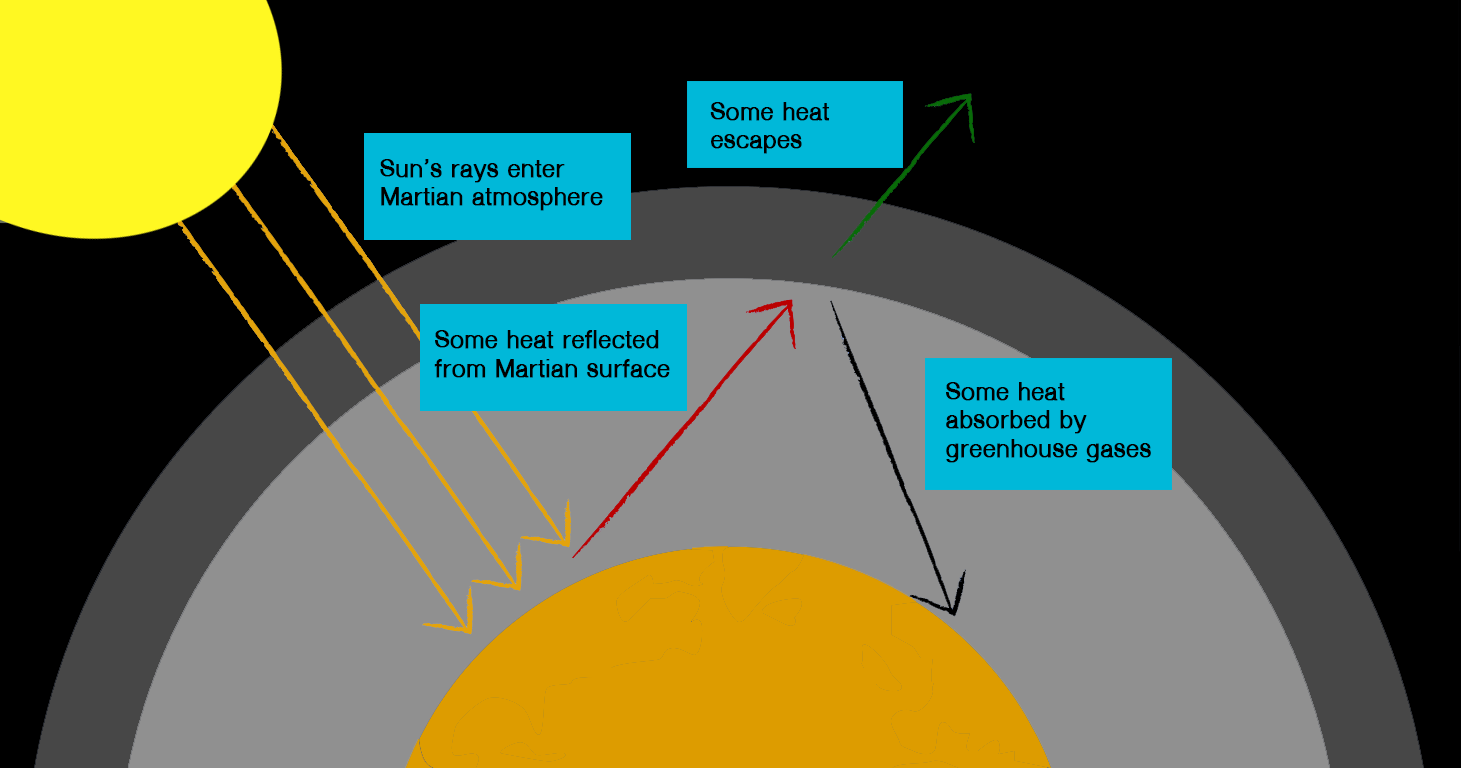 Some heat
escapes
Sun's rays enter
Martian atmosphere
Some heat reflected
from Martian surface
Some heat
absorbed by
greenhouse gases